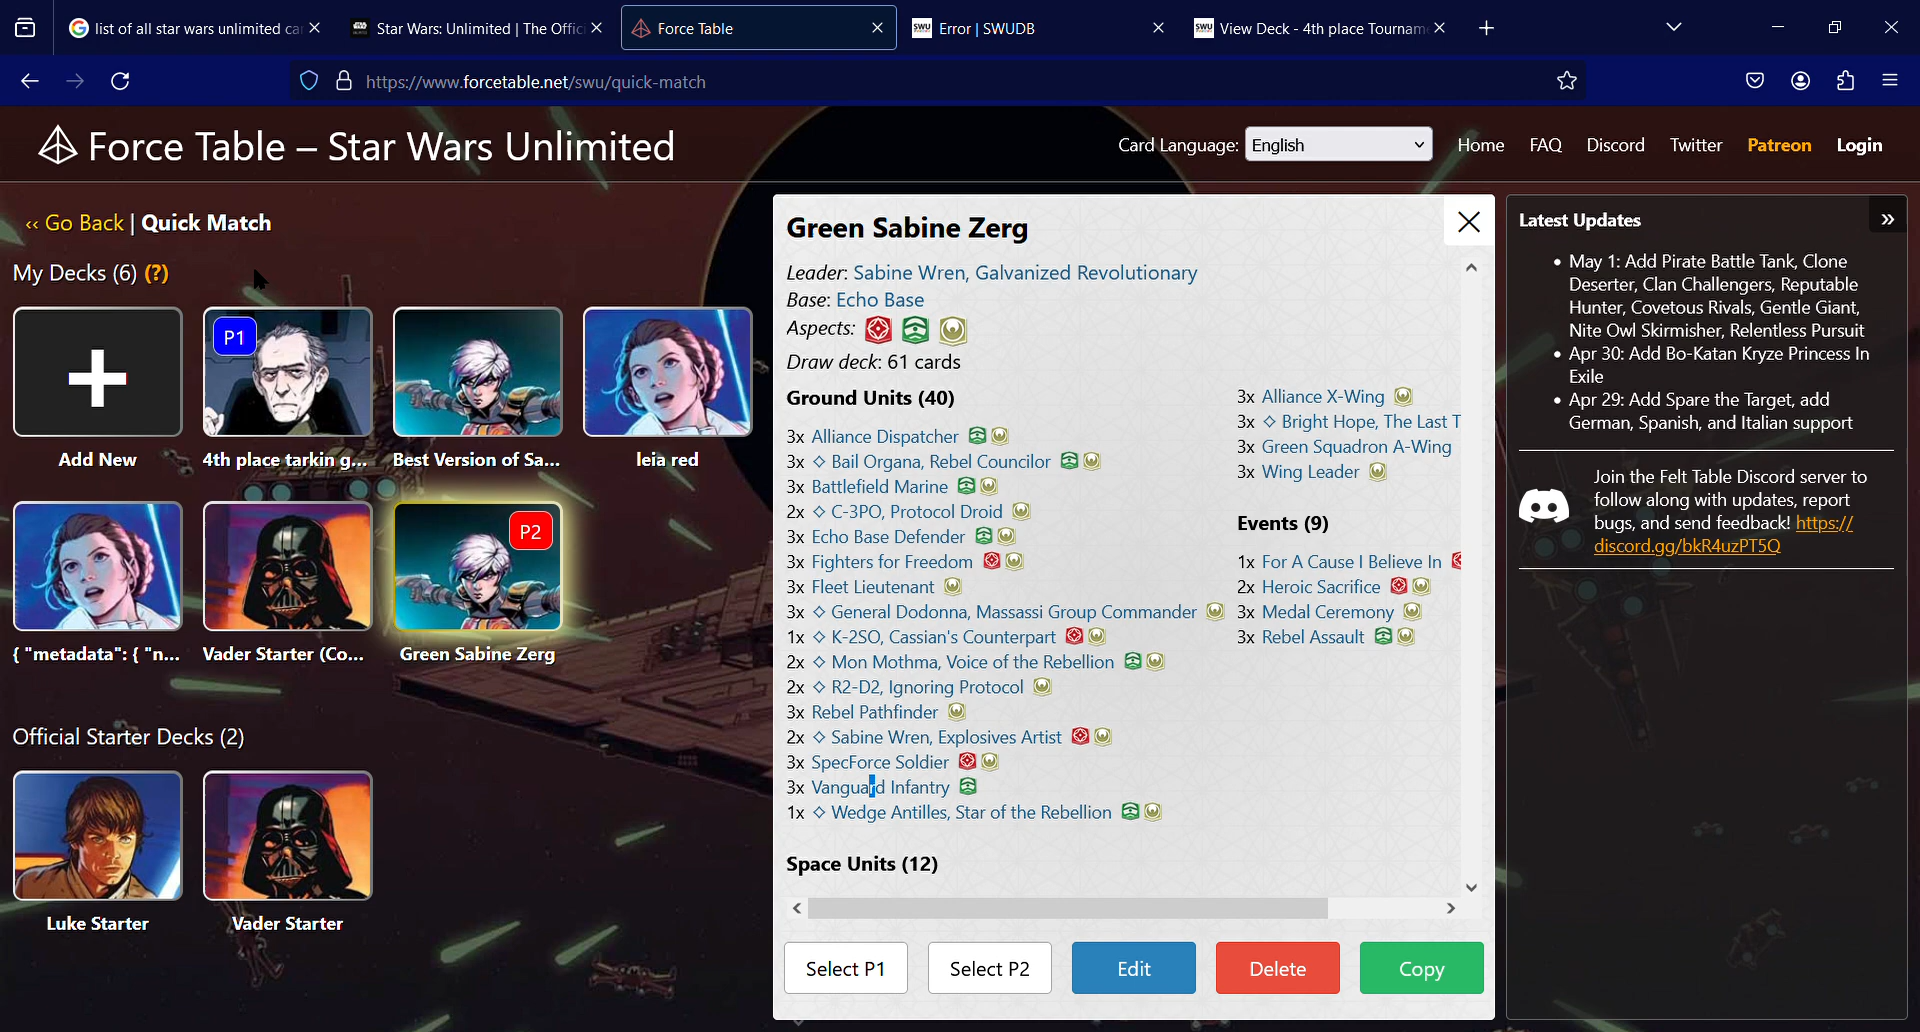 list of all star wars unlimited ca
Star Wars: Unlimited | The Offic
Force Table
SWU
Error | SWUDB
SWU
View Deck - 4th place Tournam
https://www.forcetable.net/swu/quick-match
Force Table – Star Wars Unlimited
Card Language:
English
Home
FAQ
Discord
Twitter
Patreon
Login
‹‹ Go Back | Quick Match
My Decks (6) (?)
P1
Add New
4th place tarkin g...
Best Version of Sa...
leia red
P2
{ "metadata": { "n...
Vader Starter (Co...
Green Sabine Zerg
Official Starter Decks (2)
Luke Starter
Vader Starter
Green Sabine Zerg
Leader: Sabine Wren, Galvanized Revolutionary
Base: Echo Base
Aspects:
Draw deck: 61 cards
Ground Units (40)
3x Alliance Dispatcher
3x ◇ Bail Organa, Rebel Councilor
3x Battlefield Marine
2x ◇ C-3PO, Protocol Droid
3x Echo Base Defender
3x Fighters for Freedom
3x Fleet Lieutenant
3x ◇ General Dodonna, Massassi Group Commander
1x ◇ K-2SO, Cassian's Counterpart
2x ◇ Mon Mothma, Voice of the Rebellion
2x ◇ R2-D2, Ignoring Protocol
3x Rebel Pathfinder
2x ◇ Sabine Wren, Explosives Artist
3x SpecForce Soldier
3x Vanguard Infantry
1x ◇ Wedge Antilles, Star of the Rebellion
Space Units (12)
3x Alliance X-Wing
3x ◇ Bright Hope, The Last T
3x Green Squadron A-Wing
3x Wing Leader
Events (9)
1x For A Cause I Believe In
2x Heroic Sacrifice
3x Medal Ceremony
3x Rebel Assault
Select P1
Select P2
Edit
Delete
Copy
Latest Updates
»
• May 1: Add Pirate Battle Tank, Clone
Deserter, Clan Challengers, Reputable
Hunter, Covetous Rivals, Gentle Giant,
Nite Owl Skirmisher, Relentless Pursuit
• Apr 30: Add Bo-Katan Kryze Princess In
Exile
• Apr 29: Add Spare the Target, add
German, Spanish, and Italian support
Join the Felt Table Discord server to
follow along with updates, report
bugs, and send feedback! https://
discord.gg/bkR4uzPT5Q